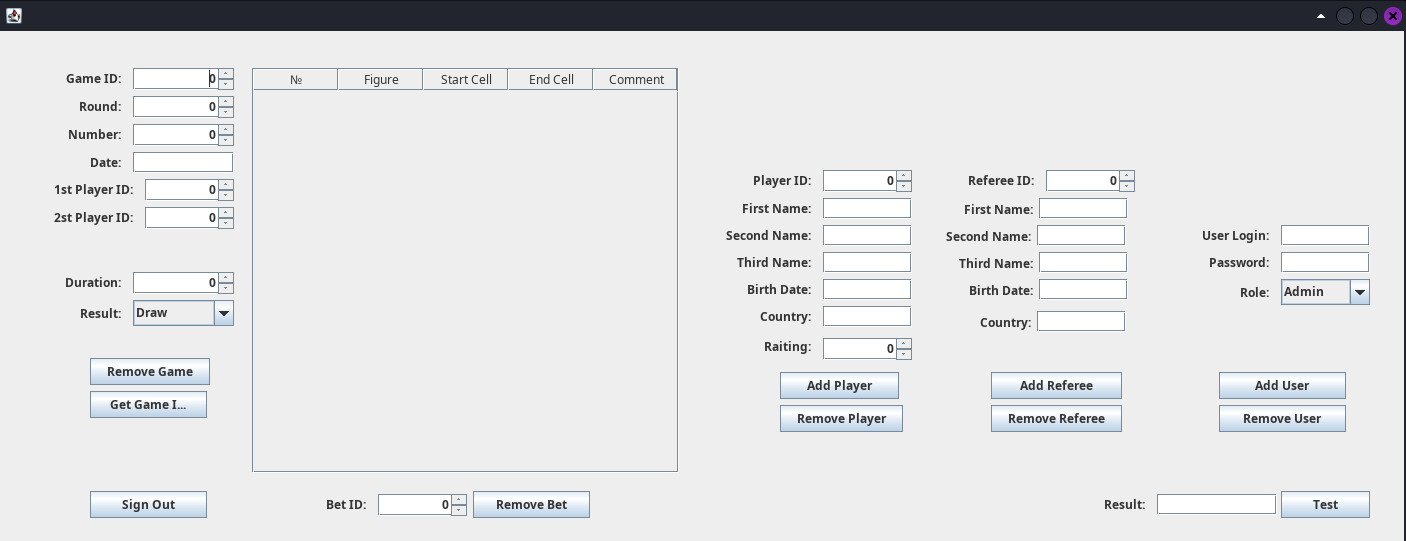 Game ID: 0
Round: 0
Number: 0
Date:
1st Player ID: 0
2st Player ID: 0
Duration: 0
Result: Draw
Remove Game
Get Game I...
Sign Out
№ Figure Start Cell End Cell Comment
Bet ID: 0 Remove Bet
Player ID: 0
First Name:
Second Name:
Third Name:
Birth Date:
Country:
Raiting: 0
Add Player
Remove Player
Referee ID: 0
First Name:
Second Name:
Third Name:
Birth Date:
Country:
Add Referee
Remove Referee
User Login:
Password:
Role: Admin
Add User
Remove User
Result: Test